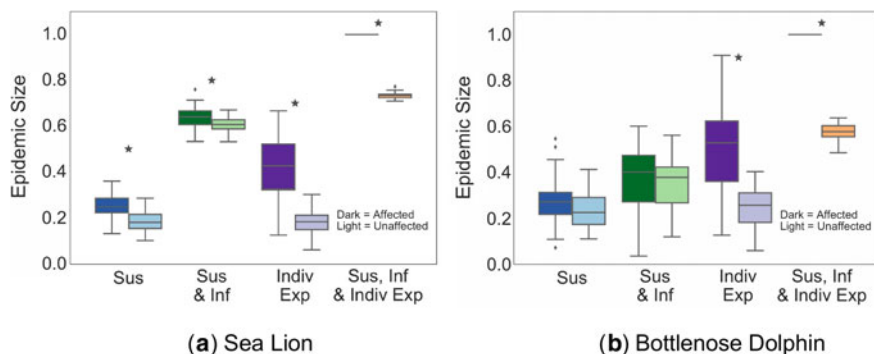 Epidemic Size
1.0
0.8
0.6
0.4
0.2
0.0
Dark = Affected
Light = Unaffected
Sus
Sus
& Inf
Indiv
Exp
Sus, Inf
& Indiv Exp
(a) Sea Lion
Epidemic Size
1.0
0.8
0.6
0.4
0.2
0.0
Dark = Affected
Light = Unaffected
Sus
Sus
& Inf
Indiv
Exp
Sus, Inf
& Indiv Exp
(b) Bottlenose Dolphin